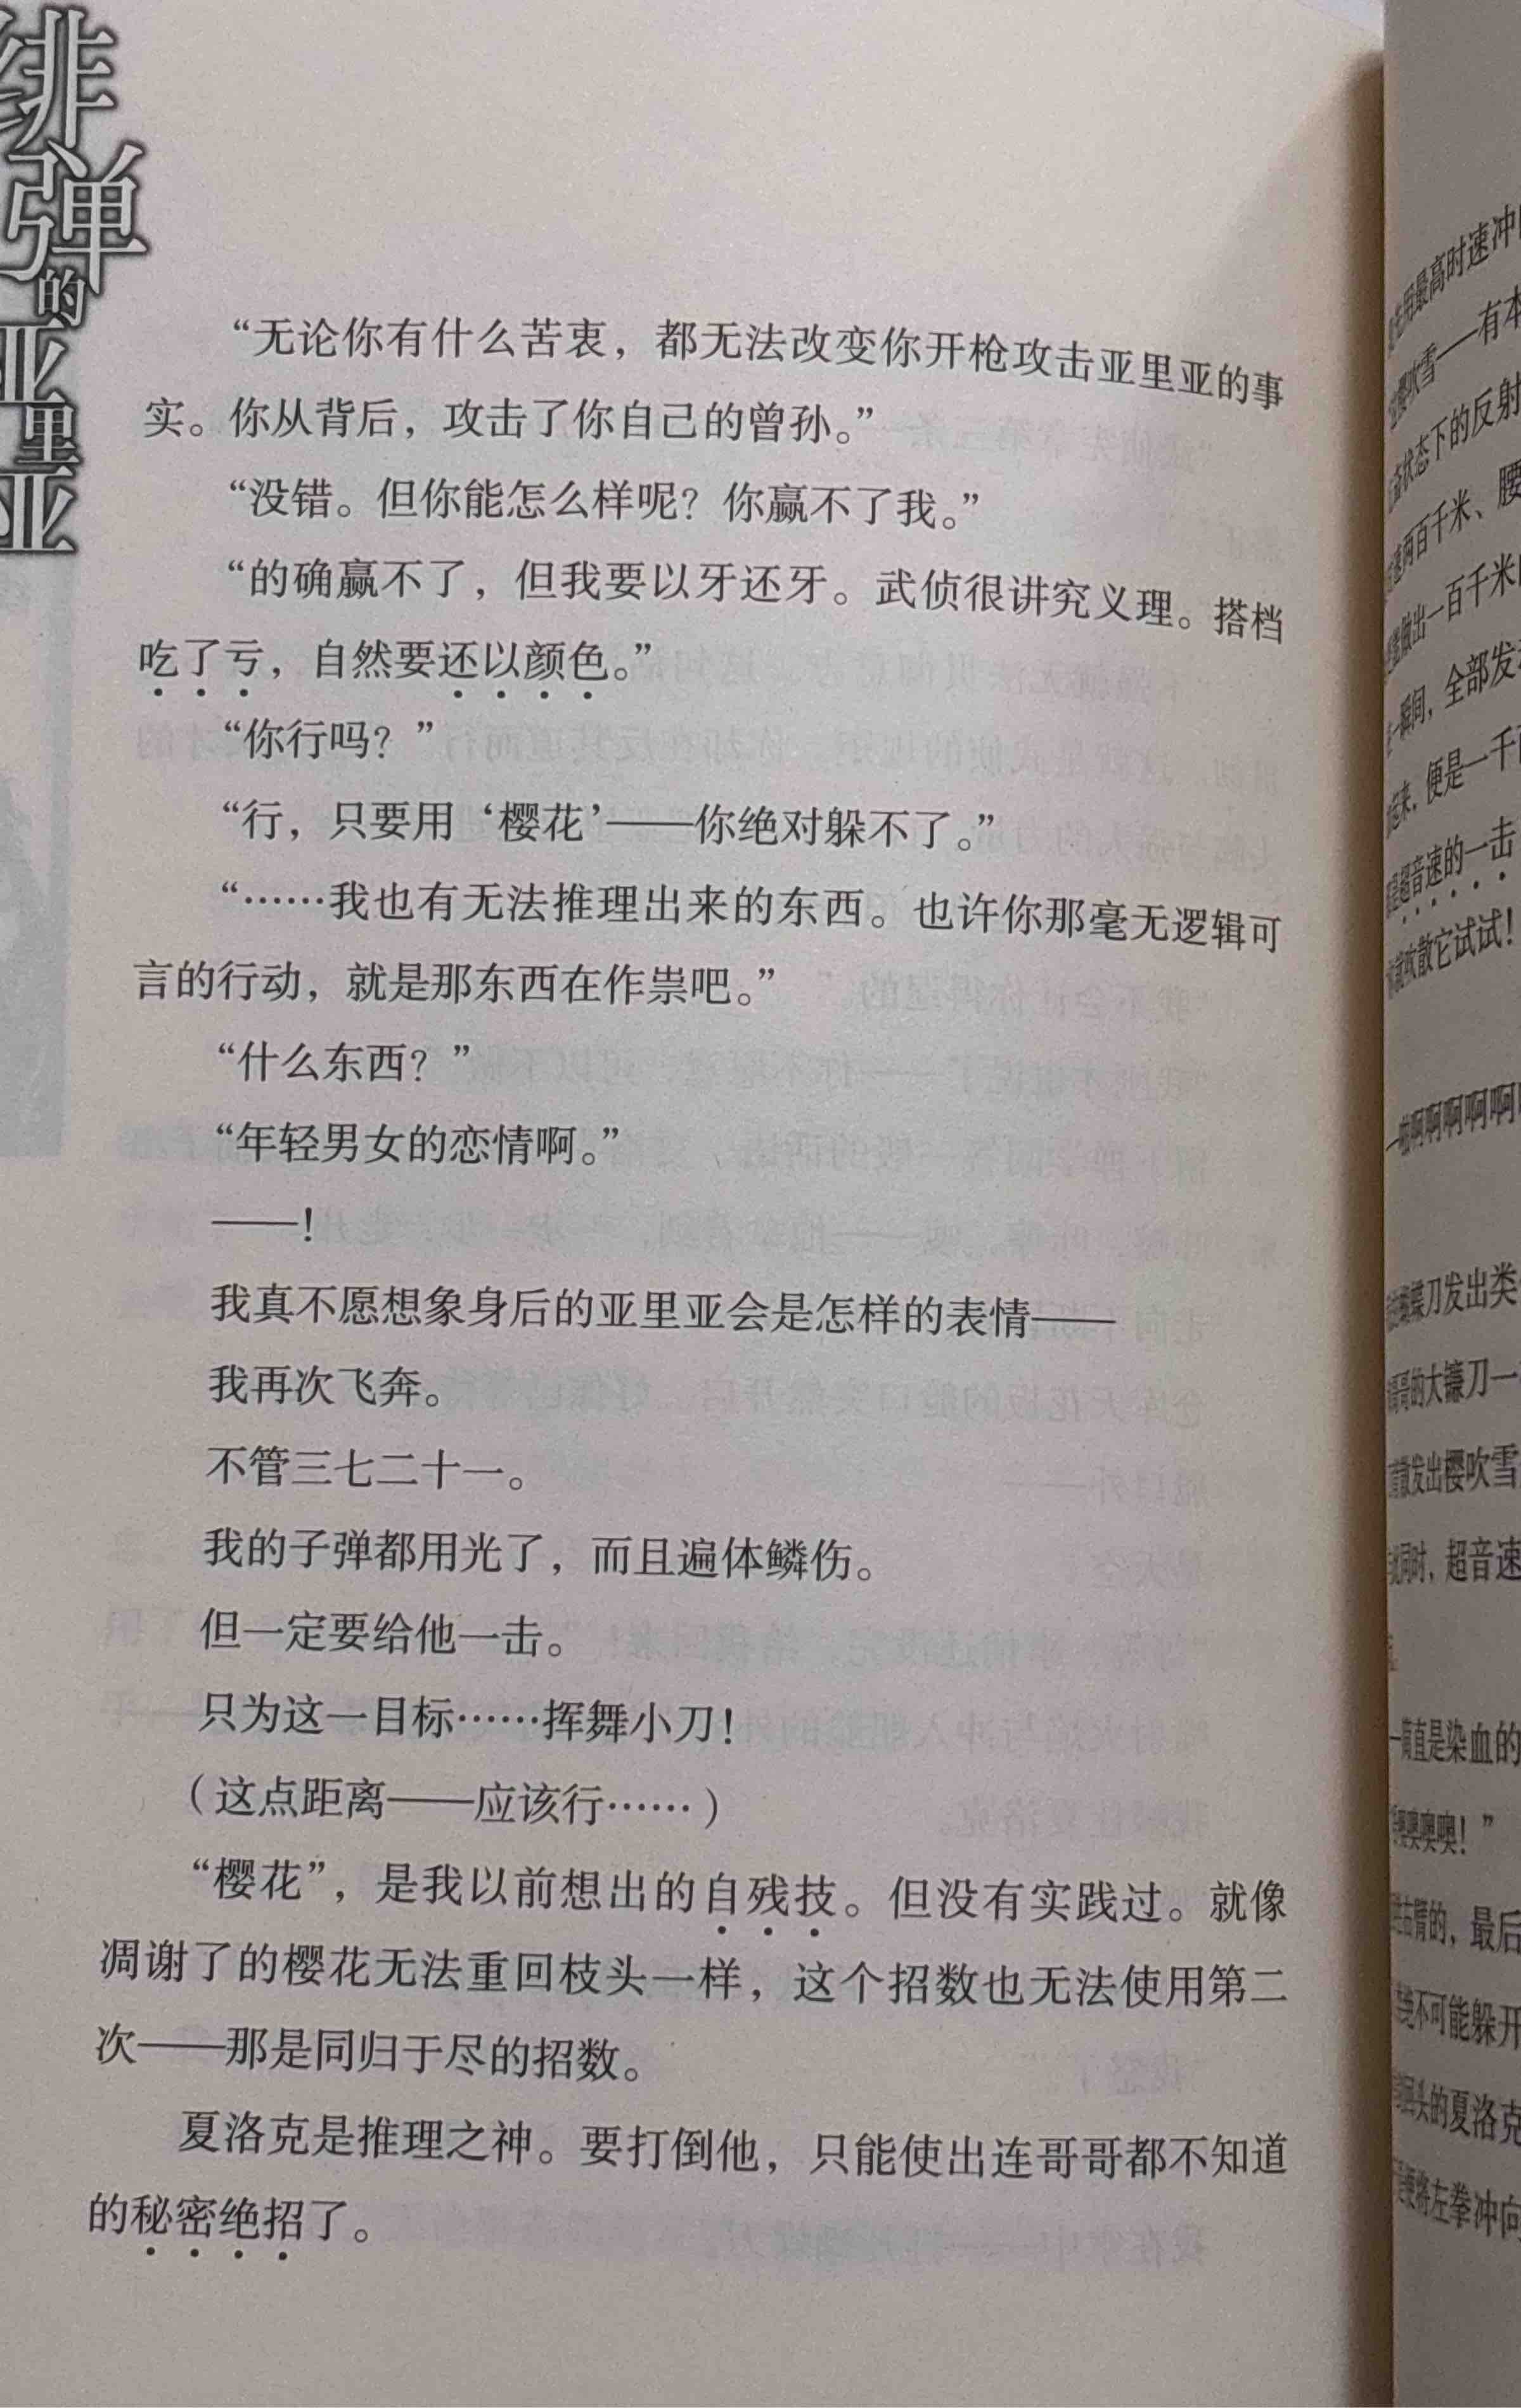 绯弹的亚里亚
“无论你有什么苦衷，都无法改变你开枪攻击亚里亚的事
实。你从背后，攻击了你自己的曾孙。”
“没错。但你能怎么样呢？你赢不了我。”
“的确赢不了，但我要以牙还牙。武侦很讲究义理。搭档
吃了亏，自然要还以颜色。”
“你行吗？”
“行，只要用‘樱花’——你绝对躲不了。”
“……我也有无法推理出来的东西。也许你那毫无逻辑可
言的行动，就是那东西在作祟吧。”
“什么东西？”
“年轻男女的恋情啊。”
——！
我真不愿想象身后的亚里亚会是怎样的表情——
我再次飞奔。
不管三七二十一。
我的子弹都用光了，而且遍体鳞伤。
但一定要给他一击。
只为这一目标……挥舞小刀！
（这点距离——应该行……）
“樱花”，是我以前想出的自残技。但没有实践过。就像
凋谢了的樱花无法重回枝头一样，这个招数也无法使用第二
次——那是同归于尽的招数。
夏洛克是推理之神。要打倒他，只能使出连哥哥都不知道
的秘密绝招了。
用最高时速冲
樱吹雪——有本
状态下的反射
两百千米、腰
做出一百千米
一瞬间，全部发
起来，便是一千
超音速的一击
吹散它试试！
啊啊啊啊啊
镰刀发出类
哥哥的大镰刀一
散发出樱吹雪
此同时，超音速
一简直是染血的
噢噢噢！”
右臂的，最后
绝不可能躲开
回头的夏洛克
便将左拳冲向